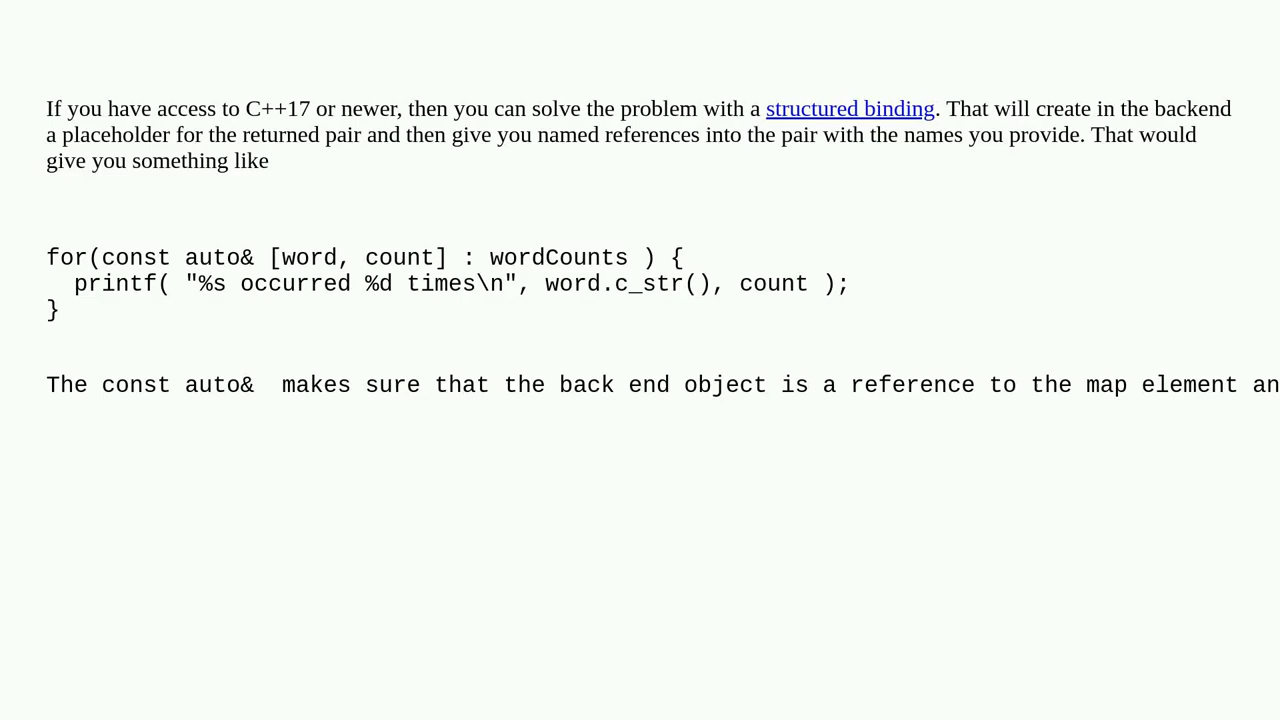 If you have access to C++17 or newer, then you can solve the problem with a structured binding. That will create in the backend
a placeholder for the returned pair and then give you named references into the pair with the names you provide. That would
give you something like
for(const auto& [word, count] : wordCounts ) {
  printf( "%s occurred %d times\n", word.c_str(), count );
}
The const auto&  makes sure that the back end object is a reference to the map element